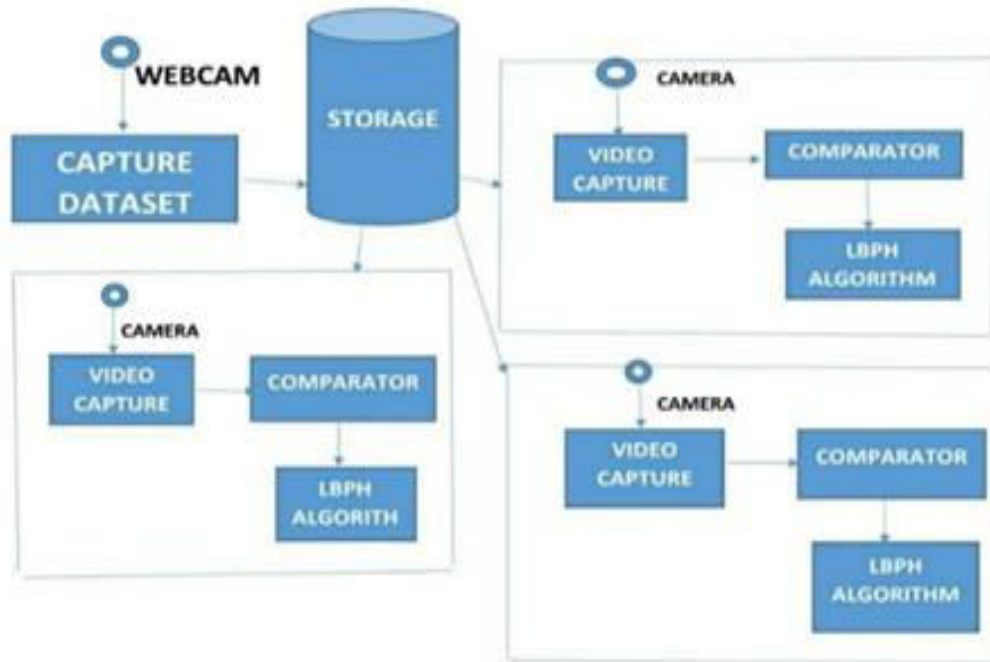 WEBCAM
CAPTURE
DATASET
STORAGE
CAMERA
VIDEO
CAPTURE
COMPARATOR
LBPH
ALGORITHM
CAMERA
VIDEO
CAPTURE
COMPARATOR
LBPH
ALGORITH
CAMERA
VIDEO
CAPTURE
COMPARATOR
LBPH
ALGORITHM